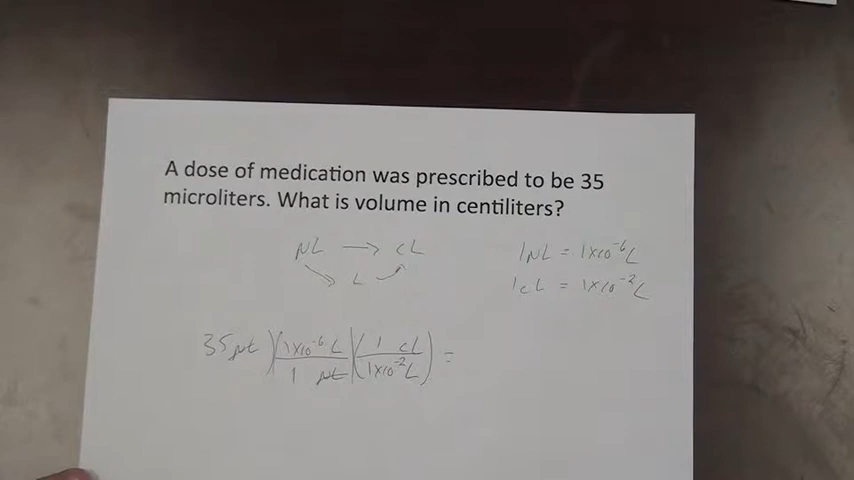 A dose of medication was prescribed to be 35
microliters. What is volume in centiliters?
μL → cL
L
1μL = 1x10⁻⁶L
1cL = 1x10⁻²L
35μL )(1x10⁻⁶ L / 1 μL)(1 cL / 1x10⁻²L) =